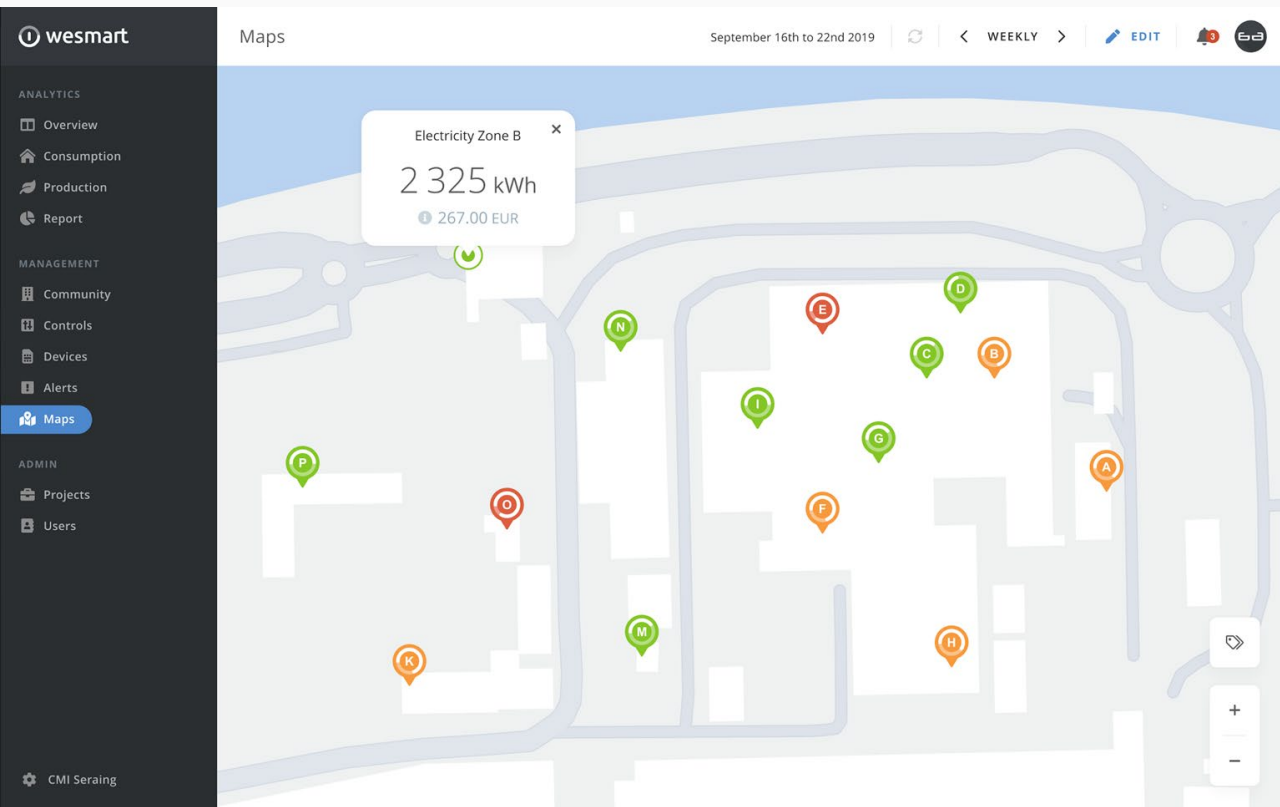 wesmart
Maps
September 16th to 22nd 2019
WEEKLY
EDIT
3
ANALYTICS
Overview
Consumption
Production
Report
MANAGEMENT
Community
Controls
Devices
Alerts
Maps
ADMIN
Projects
Users
CMI Seraing
Electricity Zone B
2 325 kWh
267.00 EUR
D
E
N
C
B
I
G
P
A
O
F
M
H
K